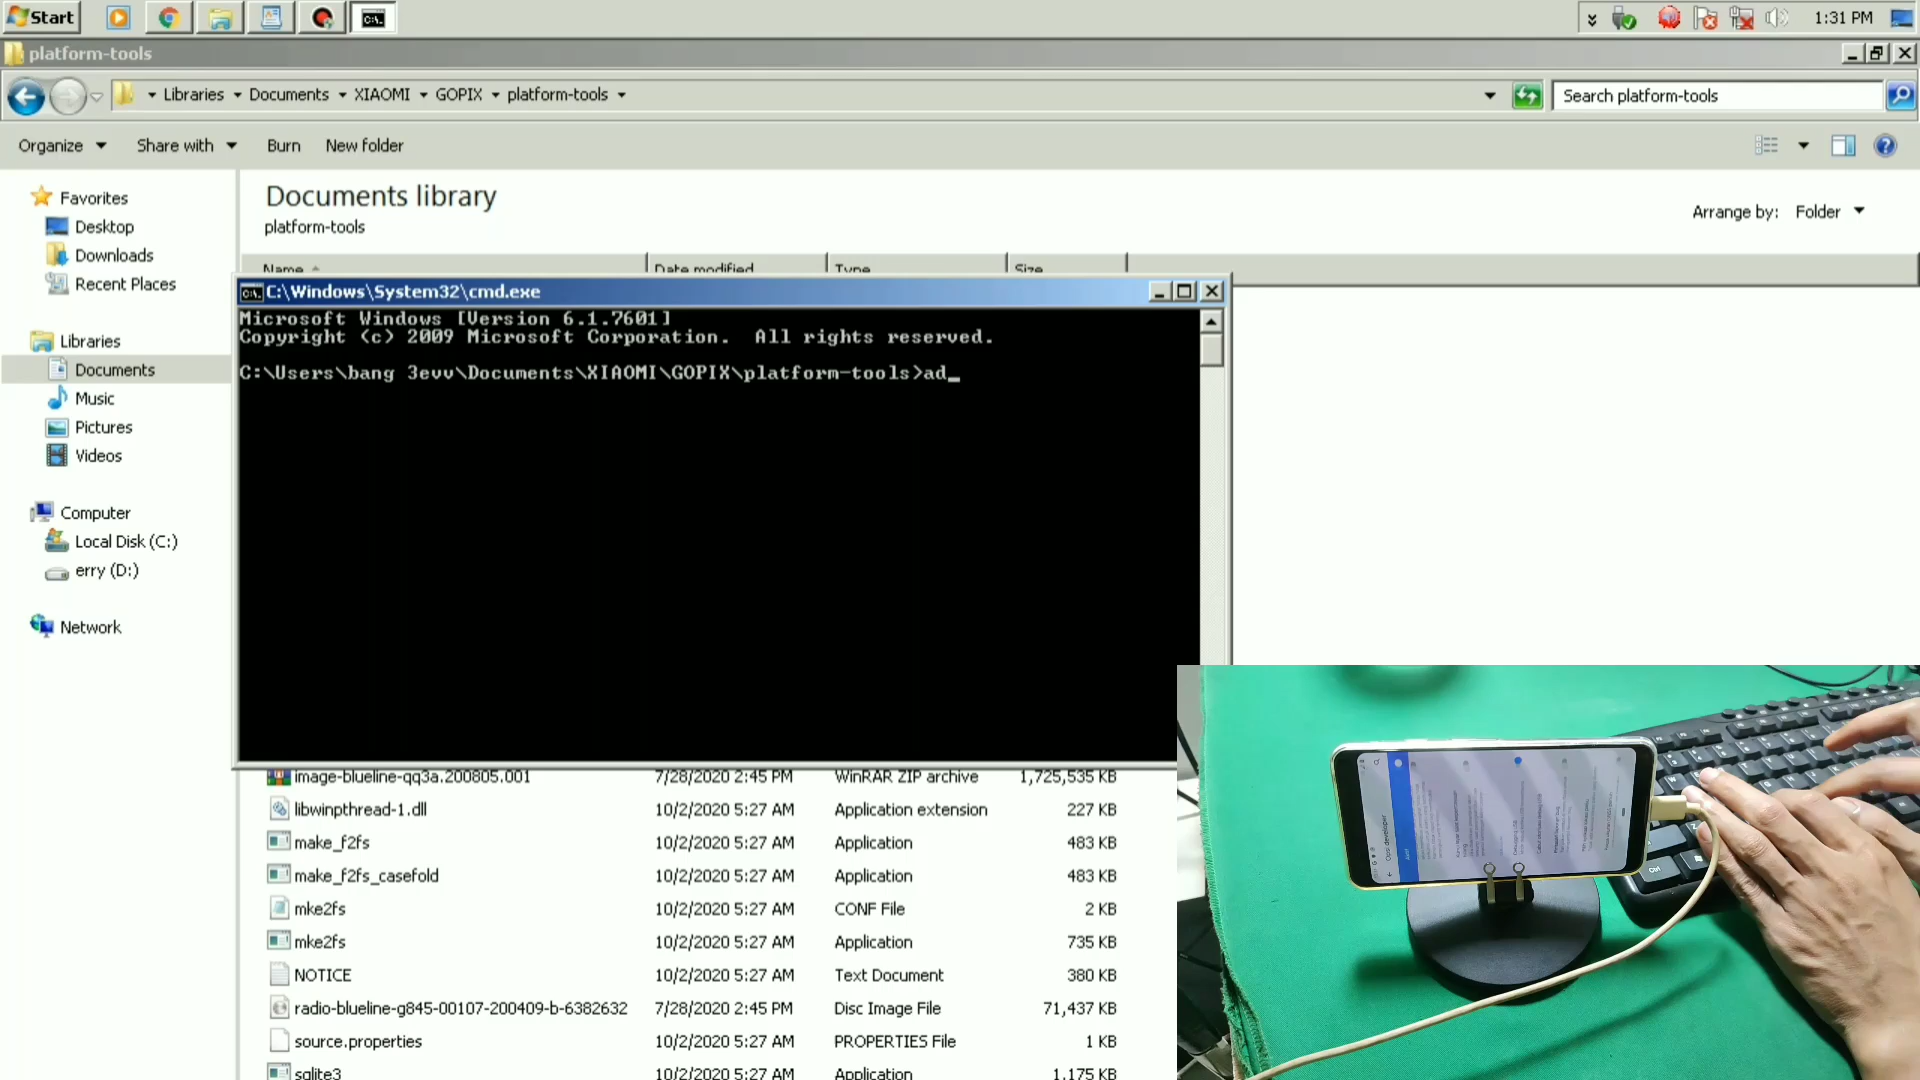 Start
1:31 PM
platform-tools
Libraries Documents XIAOMI GOPIX platform-tools
Search platform-tools
Organize Share with Burn New folder
Documents library
platform-tools
Arrange by: Folder
Name Date modified Type Size
Favorites
Desktop
Downloads
Recent Places
Libraries
Documents
Music
Pictures
Videos
Computer
Local Disk (C:)
erry (D:)
Network
C:\Windows\System32\cmd.exe
Microsoft Windows [Version 6.1.7601]
Copyright (c) 2009 Microsoft Corporation. All rights reserved.
C:\Users\bang 3evv\Documents\XIAOMI\GOPIX\platform-tools>ad_
image-blueline-qq3a.200805.001 7/28/2020 2:45 PM WinRAR ZIP archive 1,725,535 KB
libwinpthread-1.dll 10/2/2020 5:27 AM Application extension 227 KB
make_f2fs 10/2/2020 5:27 AM Application 483 KB
make_f2fs_casefold 10/2/2020 5:27 AM Application 483 KB
mke2fs 10/2/2020 5:27 AM CONF File 2 KB
mke2fs 10/2/2020 5:27 AM Application 735 KB
NOTICE 10/2/2020 5:27 AM Text Document 380 KB
radio-blueline-g845-00107-200409-b-6382632 7/28/2020 2:45 PM Disc Image File 71,437 KB
source.properties 10/2/2020 5:27 AM PROPERTIES File 1 KB
sqlite3 10/2/2020 5:27 AM Application 1,175 KB
Opsi developer
Aktif
Ctrl